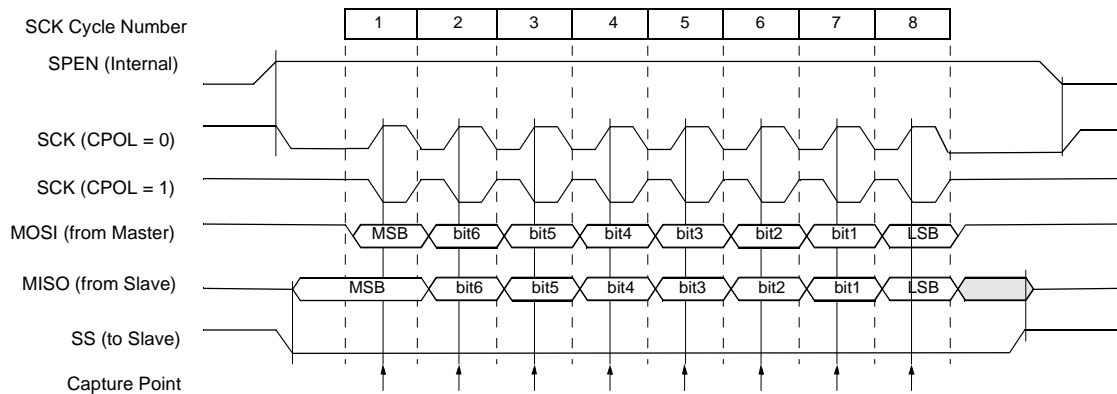 SCK Cycle Number 1 2 3 4 5 6 7 8
SPEN (Internal)
SCK (CPOL = 0)
SCK (CPOL = 1)
MOSI (from Master) MSB bit6 bit5 bit4 bit3 bit2 bit1 LSB
MISO (from Slave) MSB bit6 bit5 bit4 bit3 bit2 bit1 LSB
SS (to Slave)
Capture Point